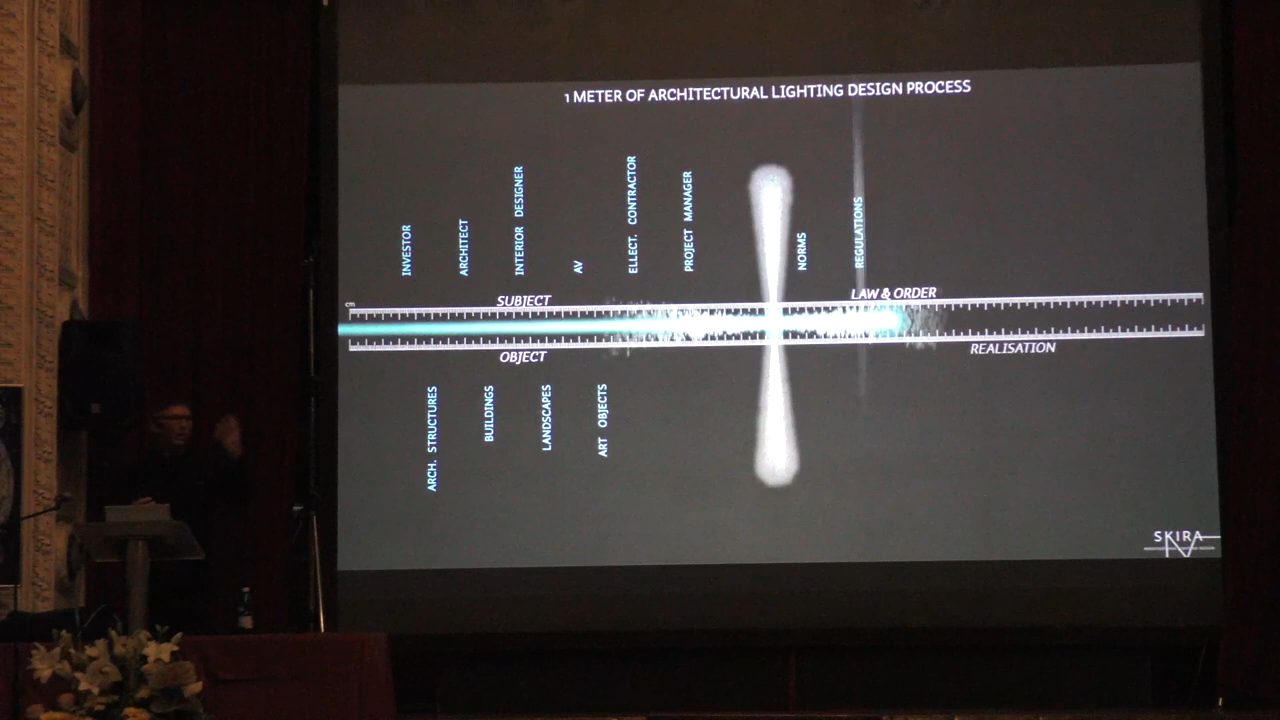 1 METER OF ARCHITECTURAL LIGHTING DESIGN PROCESS
INVESTOR
ARCHITECT
INTERIOR DESIGNER
AV
ELLECT. CONTRACTOR
PROJECT MANAGER
NORMS
REGULATIONS
cm
SUBJECT
LAW & ORDER
OBJECT
REALISATION
ARCH. STRUCTURES
BUILDINGS
LANDSCAPES
ART OBJECTS
SKIRA